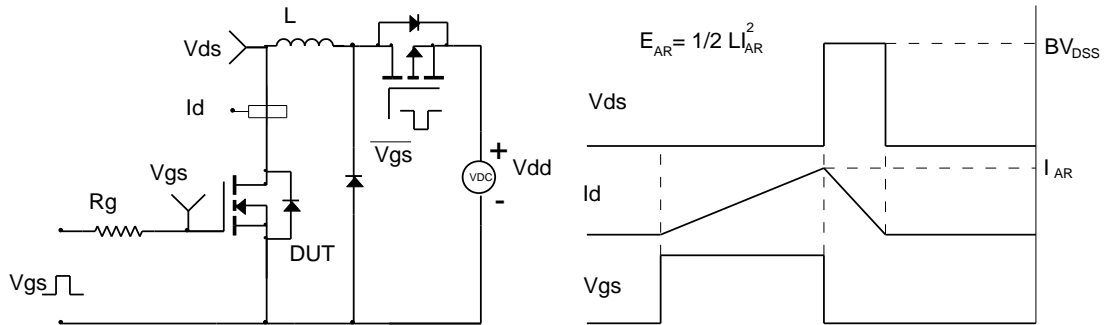 L
Vds
Id
Vgs
Rg
Vgs
DUT
Vgs
+
VDC
-
Vdd
E_AR= 1/2 LI_AR^2
Vds
BV_DSS
Id
I_AR
Vgs